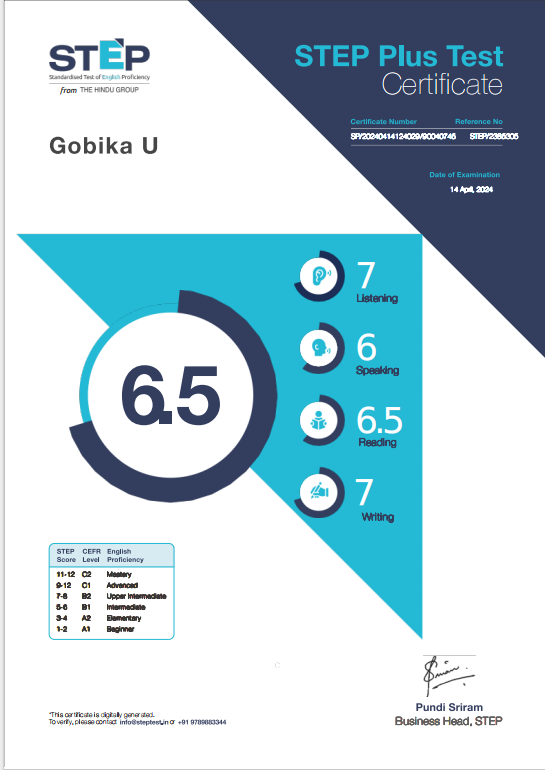 STEP
Standardised Test of English Proficiency
from THE HINDU GROUP
STEP Plus Test
Certificate
Certificate Number Reference No
SP/20240414124029/90040745 STEP/2365305
Gobika U
Date of Examination
14 April, 2024
7
Listening
6
Speaking
6.5
6.5
Reading
7
Writing
STEP Score CEFR Level English Proficiency
11-12 C2 Mastery
9-12 C1 Advanced
7-8 B2 Upper Intermediate
5-6 B1 Intermediate
3-4 A2 Elementary
1-2 A1 Beginner
Pundi Sriram
Business Head, STEP
*This certificate is digitally generated.
To verify, please contact info@steptest.in or +91 9789883344